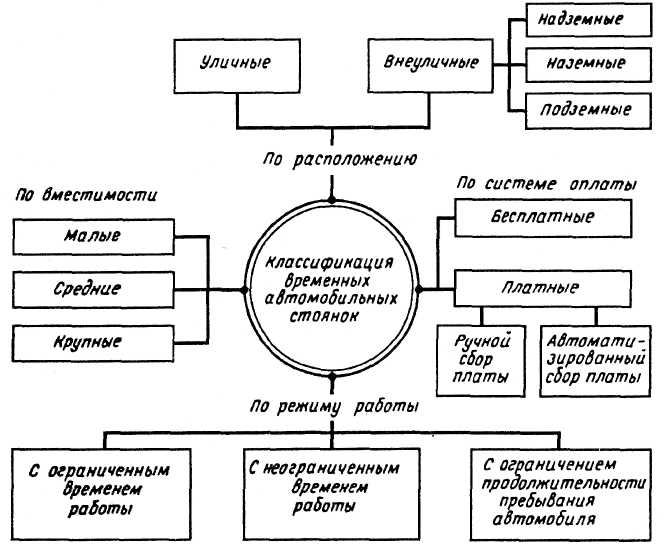 Надземные
Уличные
Внеуличные
Наземные
Подземные
По расположению
По вместимости
По системе оплаты
Малые
Бесплатные
Классификация
временных
автомобильных
стоянок
Средние
Платные
Крупные
Ручной
сбор
платы
Автомати-
зированный
сбор платы
По режиму работы
С ограниченным
временем
работы
С неограниченным
временем
работы
С ограничением
продолжительности
пребывания
автомобиля